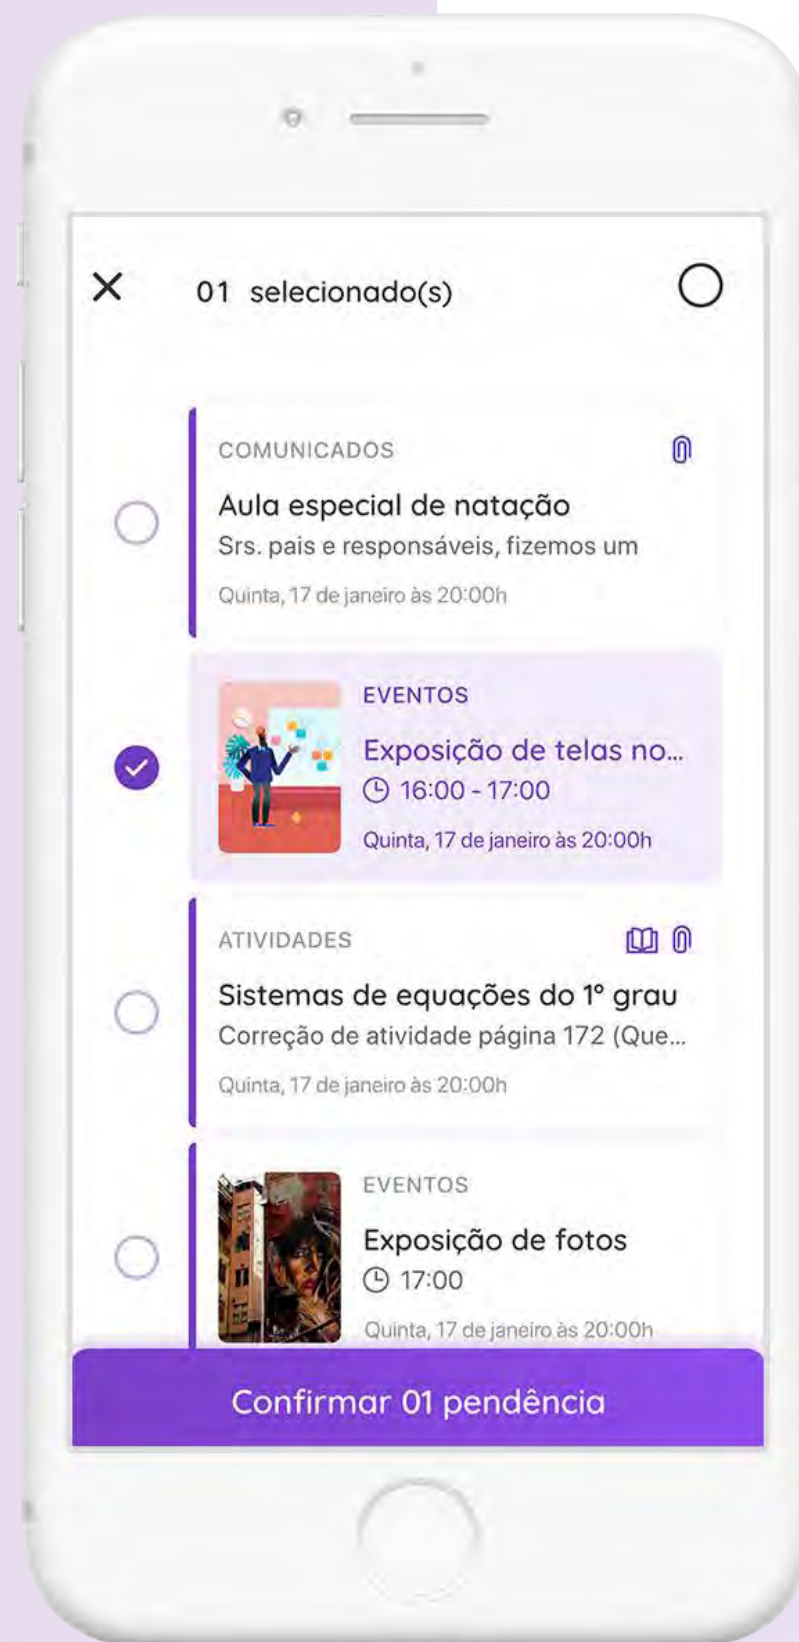 01 selecionado(s)
COMUNICADOS
Aula especial de natação
Srs. pais e responsáveis, fizemos um
Quinta, 17 de janeiro às 20:00h
EVENTOS
Exposição de telas no...
16:00 - 17:00
Quinta, 17 de janeiro às 20:00h
ATIVIDADES
Sistemas de equações do 1º grau
Correção de atividade página 172 (Que...
Quinta, 17 de janeiro às 20:00h
EVENTOS
Exposição de fotos
17:00
Quinta, 17 de janeiro às 20:00h
Confirmar 01 pendência